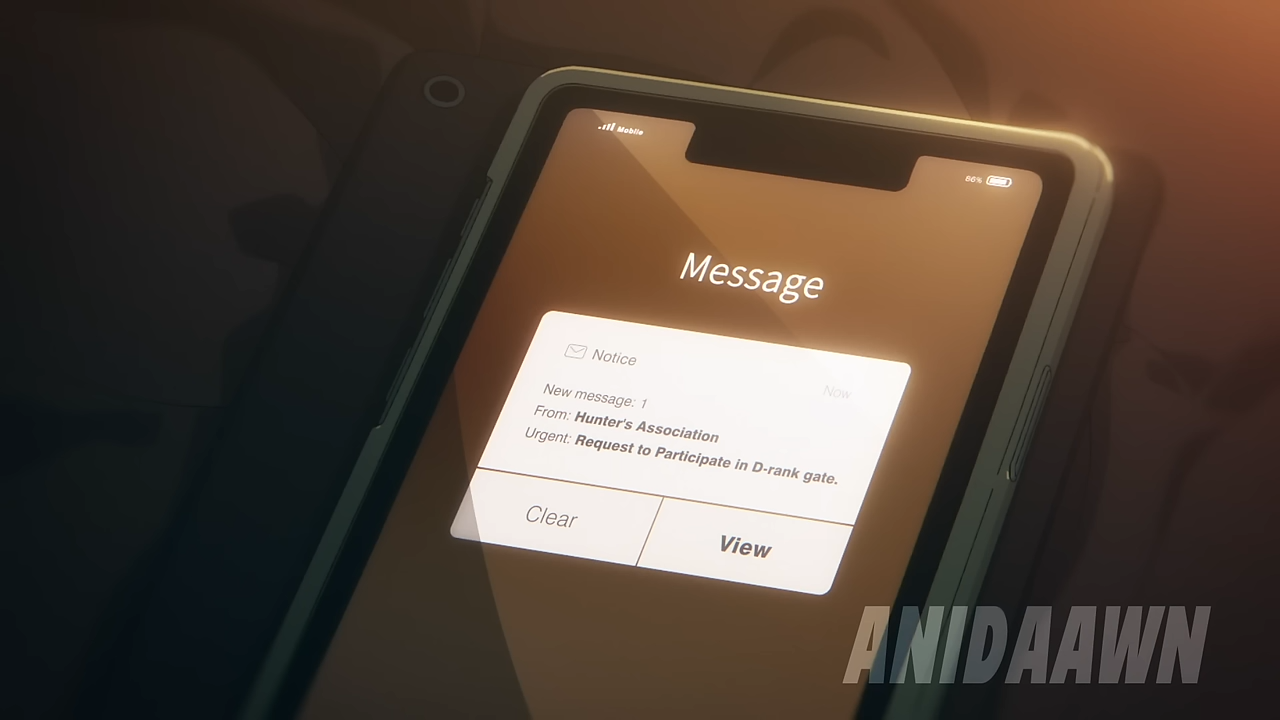 Mobile
86%
Message
Notice
Now
New message: 1
From: Hunter's Association
Urgent: Request to Participate in D-rank gate.
Clear
View
ANIDAAWN